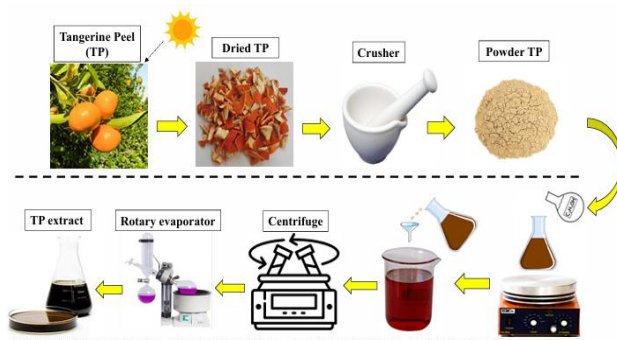 Tangerine Peel
(TP)
Dried TP
Crusher
Powder TP
TP extract
Rotary evaporator
Centrifuge